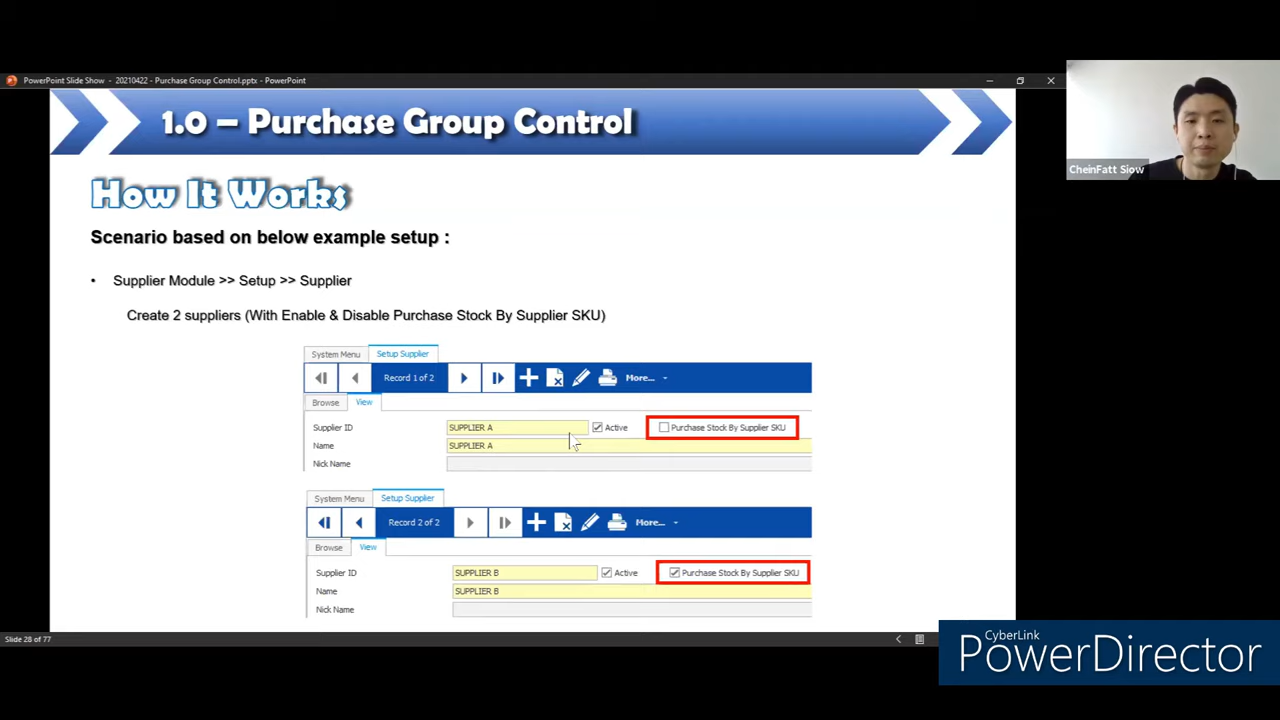 PowerPoint Slide Show - 20210422 - Purchase Group Control.pptx - PowerPoint
1.0 – Purchase Group Control
CheinFatt Siow
How It Works
Scenario based on below example setup :
• Supplier Module >> Setup >> Supplier
Create 2 suppliers (With Enable & Disable Purchase Stock By Supplier SKU)
System Menu Setup Supplier
Record 1 of 2 More...
Browse View
Supplier ID SUPPLIER A Active Purchase Stock By Supplier SKU
Name SUPPLIER A
Nick Name
System Menu Setup Supplier
Record 2 of 2 More...
Browse View
Supplier ID SUPPLIER B Active Purchase Stock By Supplier SKU
Name SUPPLIER B
Nick Name
Slide 28 of 77
CyberLink
PowerDirector